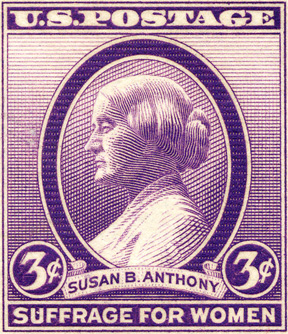 U.S. POSTAGE
3¢ SUSAN B. ANTHONY 3¢
SUFFRAGE FOR WOMEN